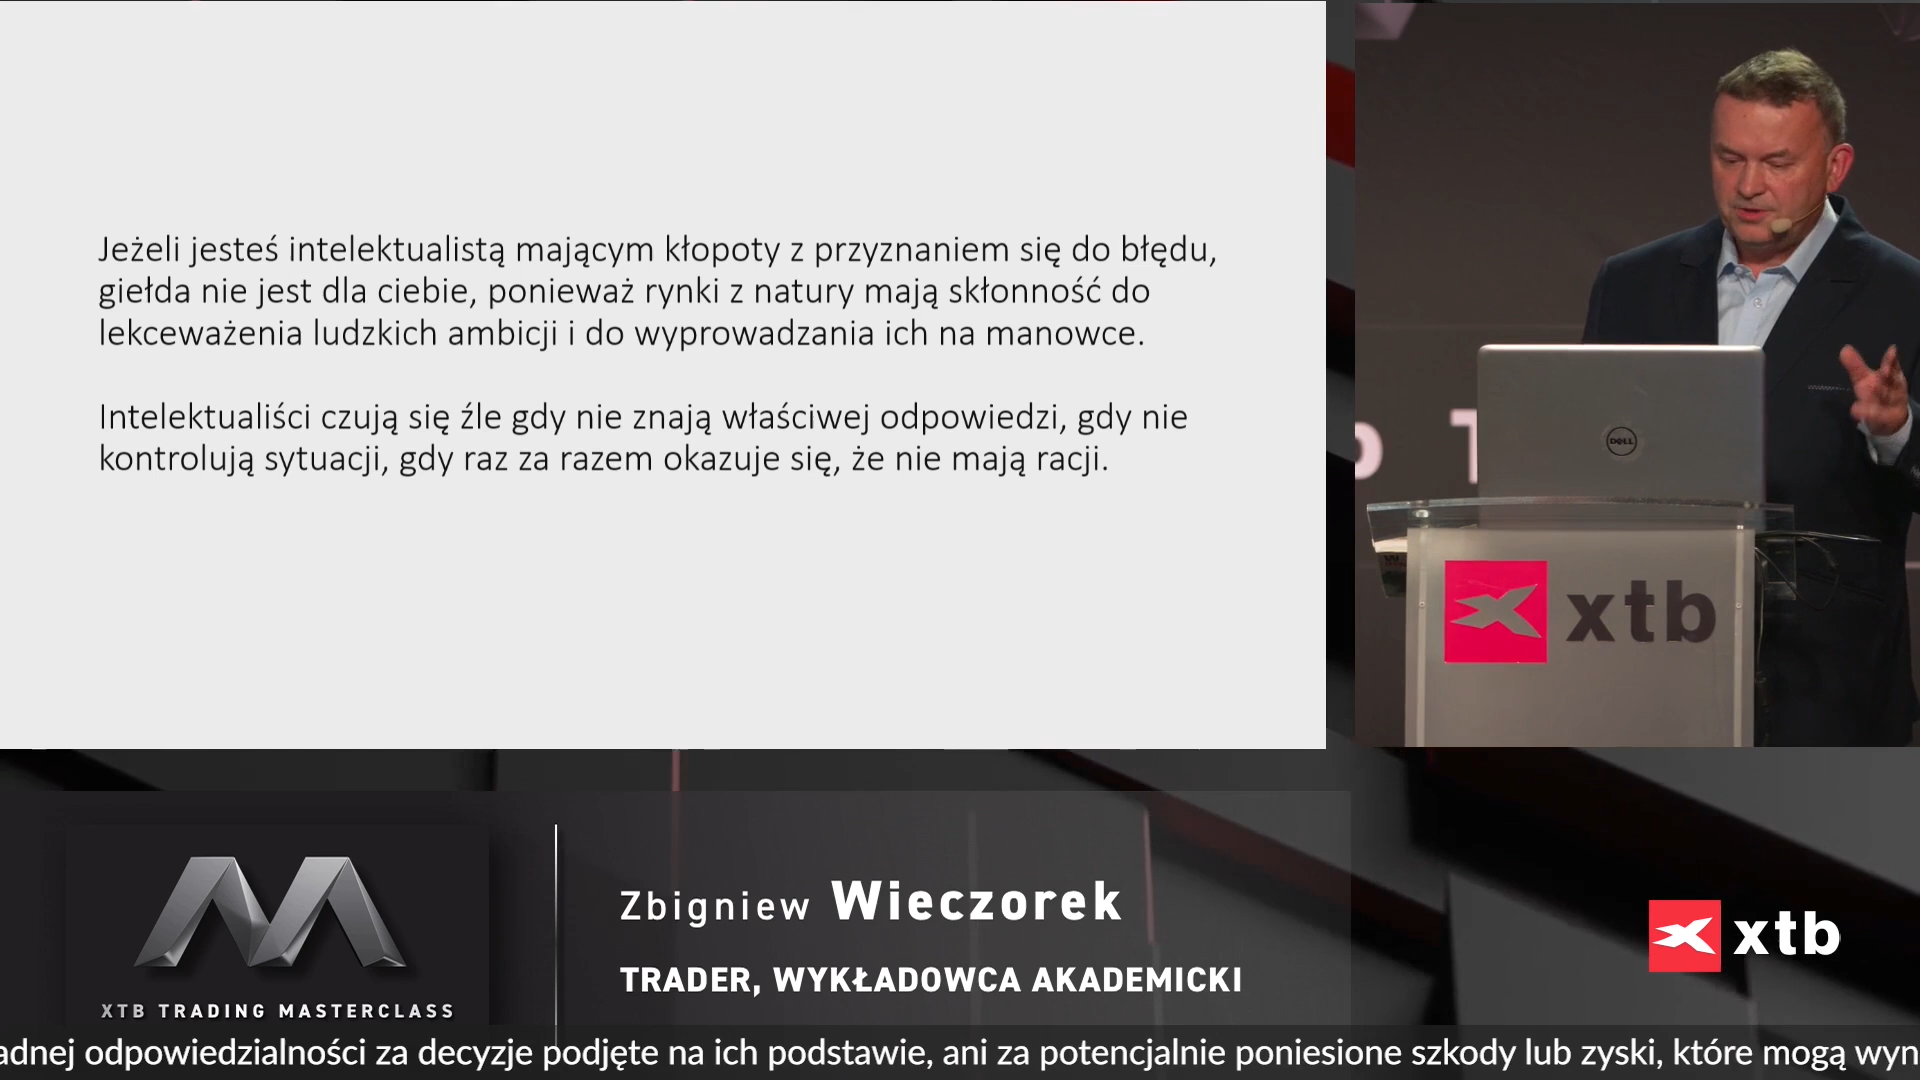 Jeżeli jesteś intelektualistą mającym kłopoty z przyznaniem się do błędu,
giełda nie jest dla ciebie, ponieważ rynki z natury mają skłonność do
lekceważenia ludzkich ambicji i do wyprowadzania ich na manowce.
Intelektualiści czują się źle gdy nie znają właściwej odpowiedzi, gdy nie
kontrolują sytuacji, gdy raz za razem okazuje się, że nie mają racji.
DELL
xtb
Zbigniew Wieczorek
TRADER, WYKŁADOWCA AKADEMICKI
XTB TRADING MASTERCLASS
xtb
odpowiedzialności za decyzje podjęte na ich podstawie, ani za potencjalnie poniesione szkody lub zyski, które mogą